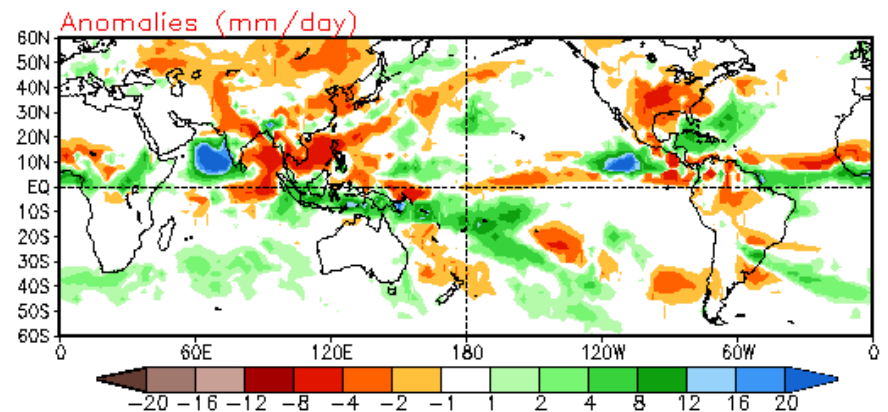 Anomalies (mm/day)
60N
50N
40N
30N
20N
10N
EQ
10S
20S
30S
40S
50S
60S
0 60E 120E 180 120W 60W 0
-20 -16 -12 -8 -4 -2 -1 1 2 4 8 12 16 20